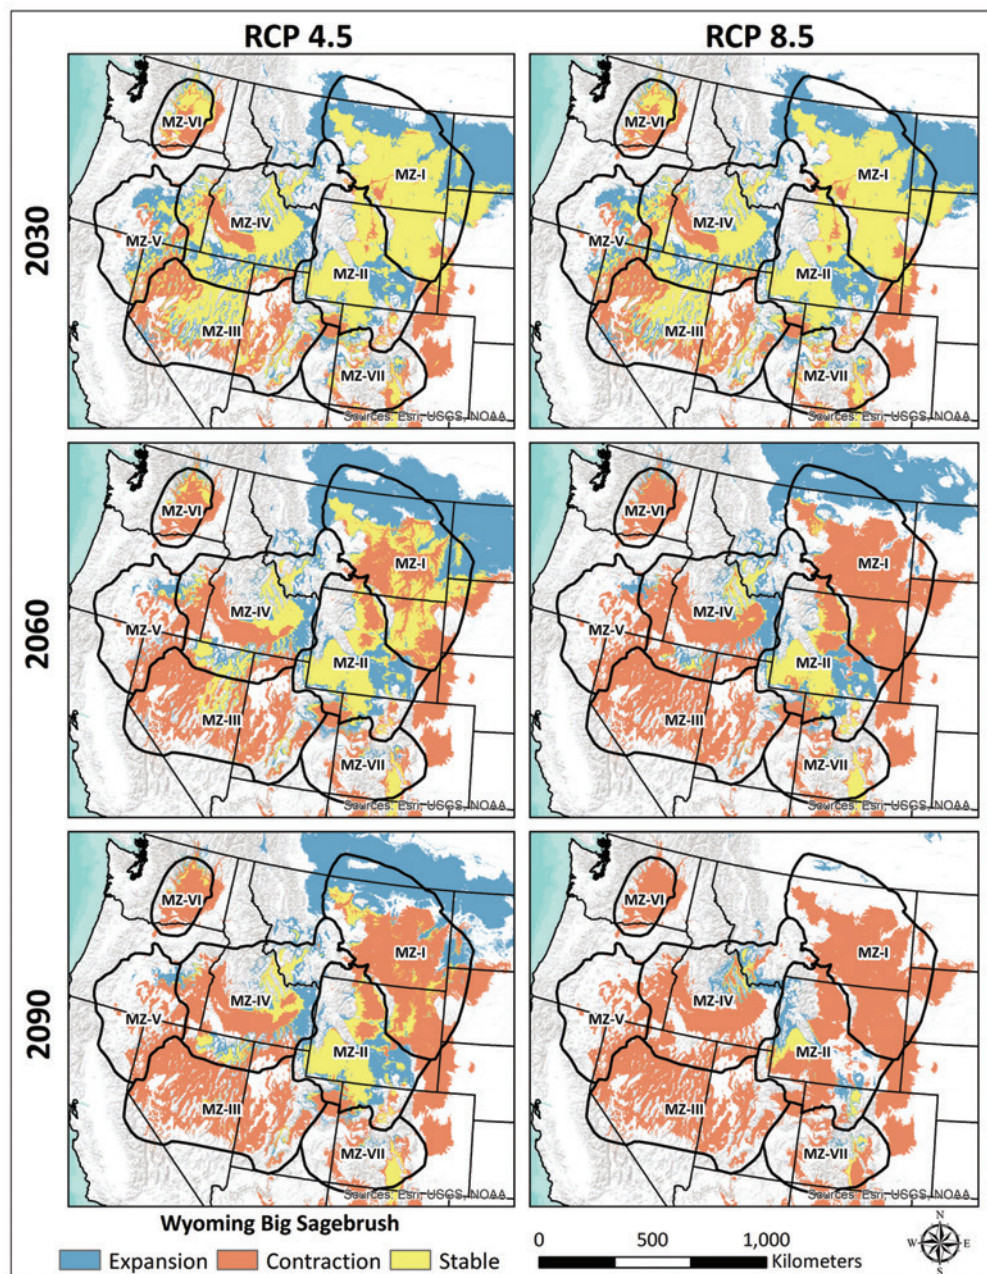 RCP 4.5 RCP 8.5
2030
MZ-VI
MZ-I
MZ-IV
MZ-V
MZ-II
MZ-III
MZ-VII
Sources: Esri, USGS, NOAA
MZ-VI
MZ-I
MZ-IV
MZ-V
MZ-II
MZ-III
MZ-VII
Sources: Esri, USGS, NOAA
2060
MZ-VI
MZ-I
MZ-IV
MZ-V
MZ-II
MZ-III
MZ-VII
Sources: Esri, USGS, NOAA
MZ-VI
MZ-I
MZ-IV
MZ-V
MZ-II
MZ-III
MZ-VII
Sources: Esri, USGS, NOAA
2090
MZ-VI
MZ-I
MZ-IV
MZ-V
MZ-II
MZ-III
MZ-VII
Sources: Esri, USGS, NOAA
MZ-VI
MZ-I
MZ-IV
MZ-V
MZ-II
MZ-III
MZ-VII
Sources: Esri, USGS, NOAA
Wyoming Big Sagebrush
Expansion Contraction Stable
0 500 1,000
Kilometers
N
W E
S